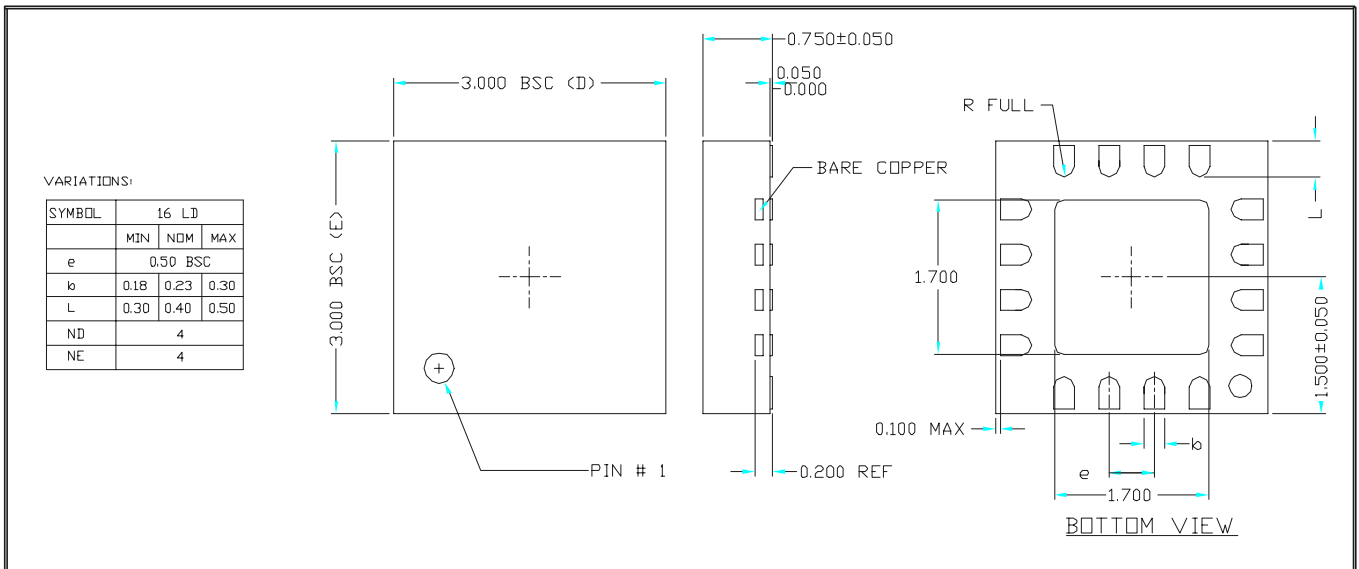 VARIATIONS:
SYMBOL 16 LD
MIN NOM MAX
e 0.50 BSC
b 0.18 0.23 0.30
L 0.30 0.40 0.50
ND 4
NE 4
3.000 BSC (D)
3.000 BSC (E)
PIN # 1
0.750±0.050
0.050
0.000
BARE COPPER
0.200 REF
R FULL
L
1.700
1.500±0.050
0.100 MAX
b
e
1.700
BOTTOM VIEW